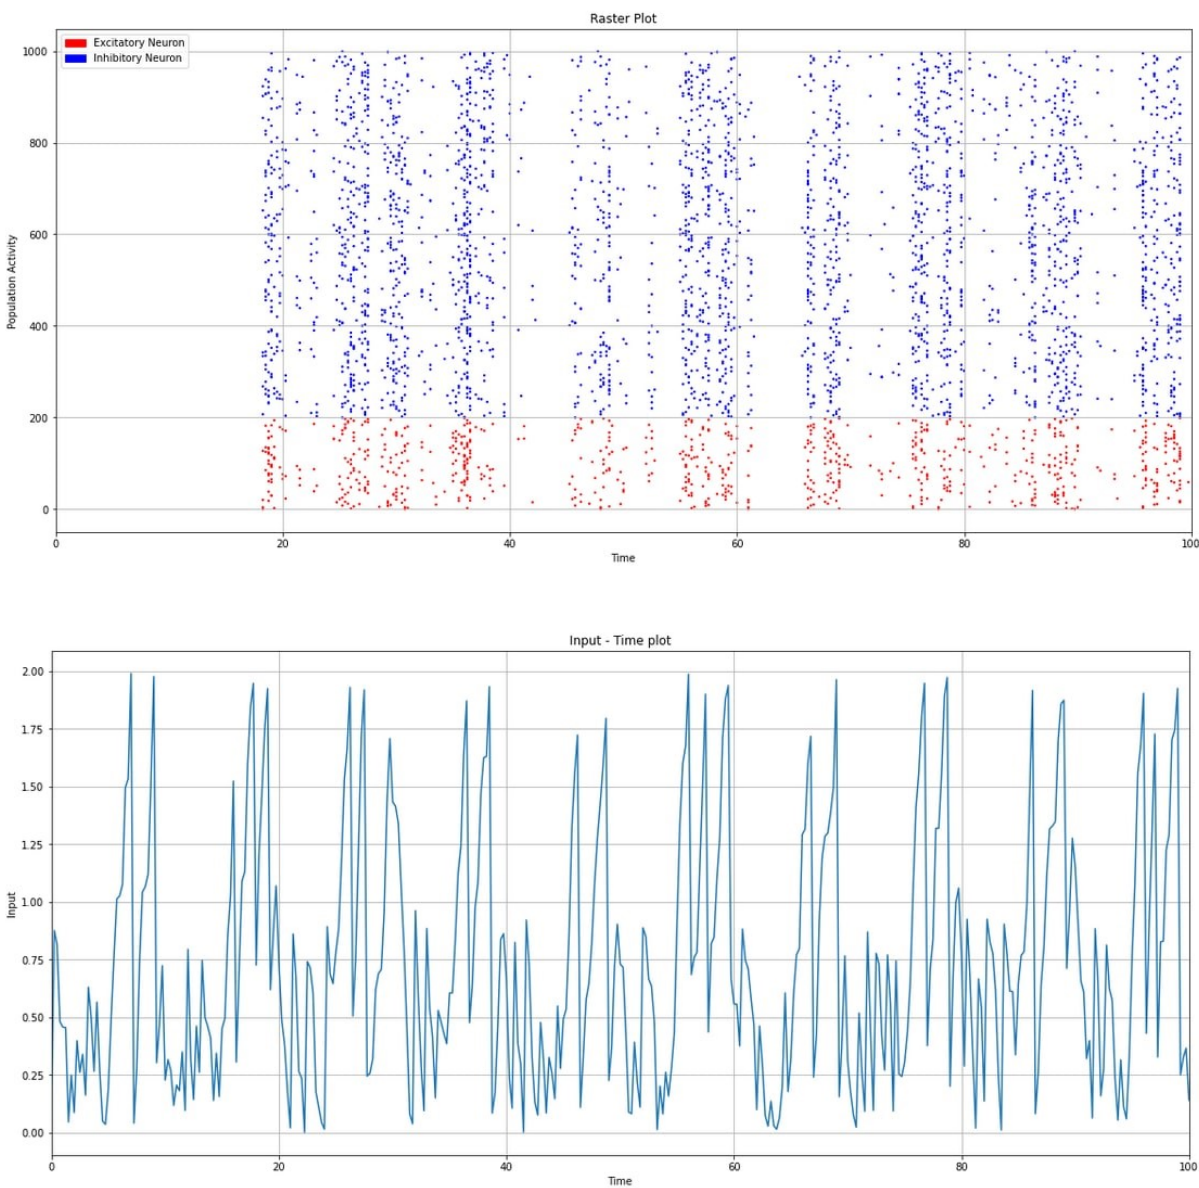 Raster Plot
Excitatory Neuron
Inhibitory Neuron
1000
800
600
400
200
0
Population Activity
0 20 40 60 80 100
Time
Input - Time plot
2.00
1.75
1.50
1.25
1.00
0.75
0.50
0.25
0.00
Input
0 20 40 60 80 100
Time